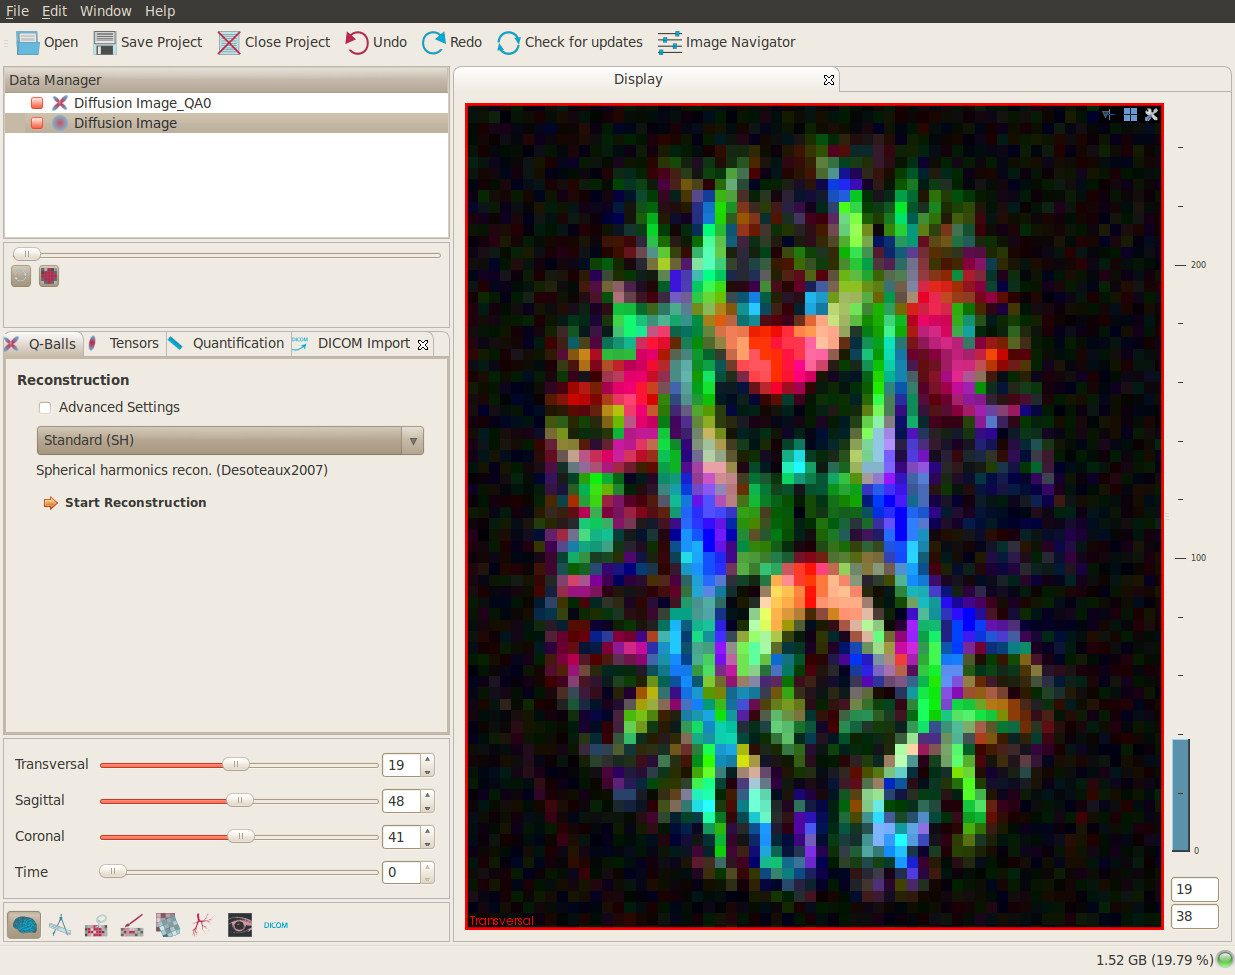 File Edit Window Help
Open Save Project Close Project Undo Redo Check for updates Image Navigator
Data Manager
Diffusion Image_QA0
Diffusion Image
Q-Balls Tensors Quantification DICOM DICOM Import
Reconstruction
Advanced Settings
Standard (SH)
Spherical harmonics recon. (Desoteaux2007)
Start Reconstruction
Transversal 19
Sagittal 48
Coronal 41
Time 0
DICOM
Display
Transversal
200
100
0
19
38
1.52 GB (19.79 %)